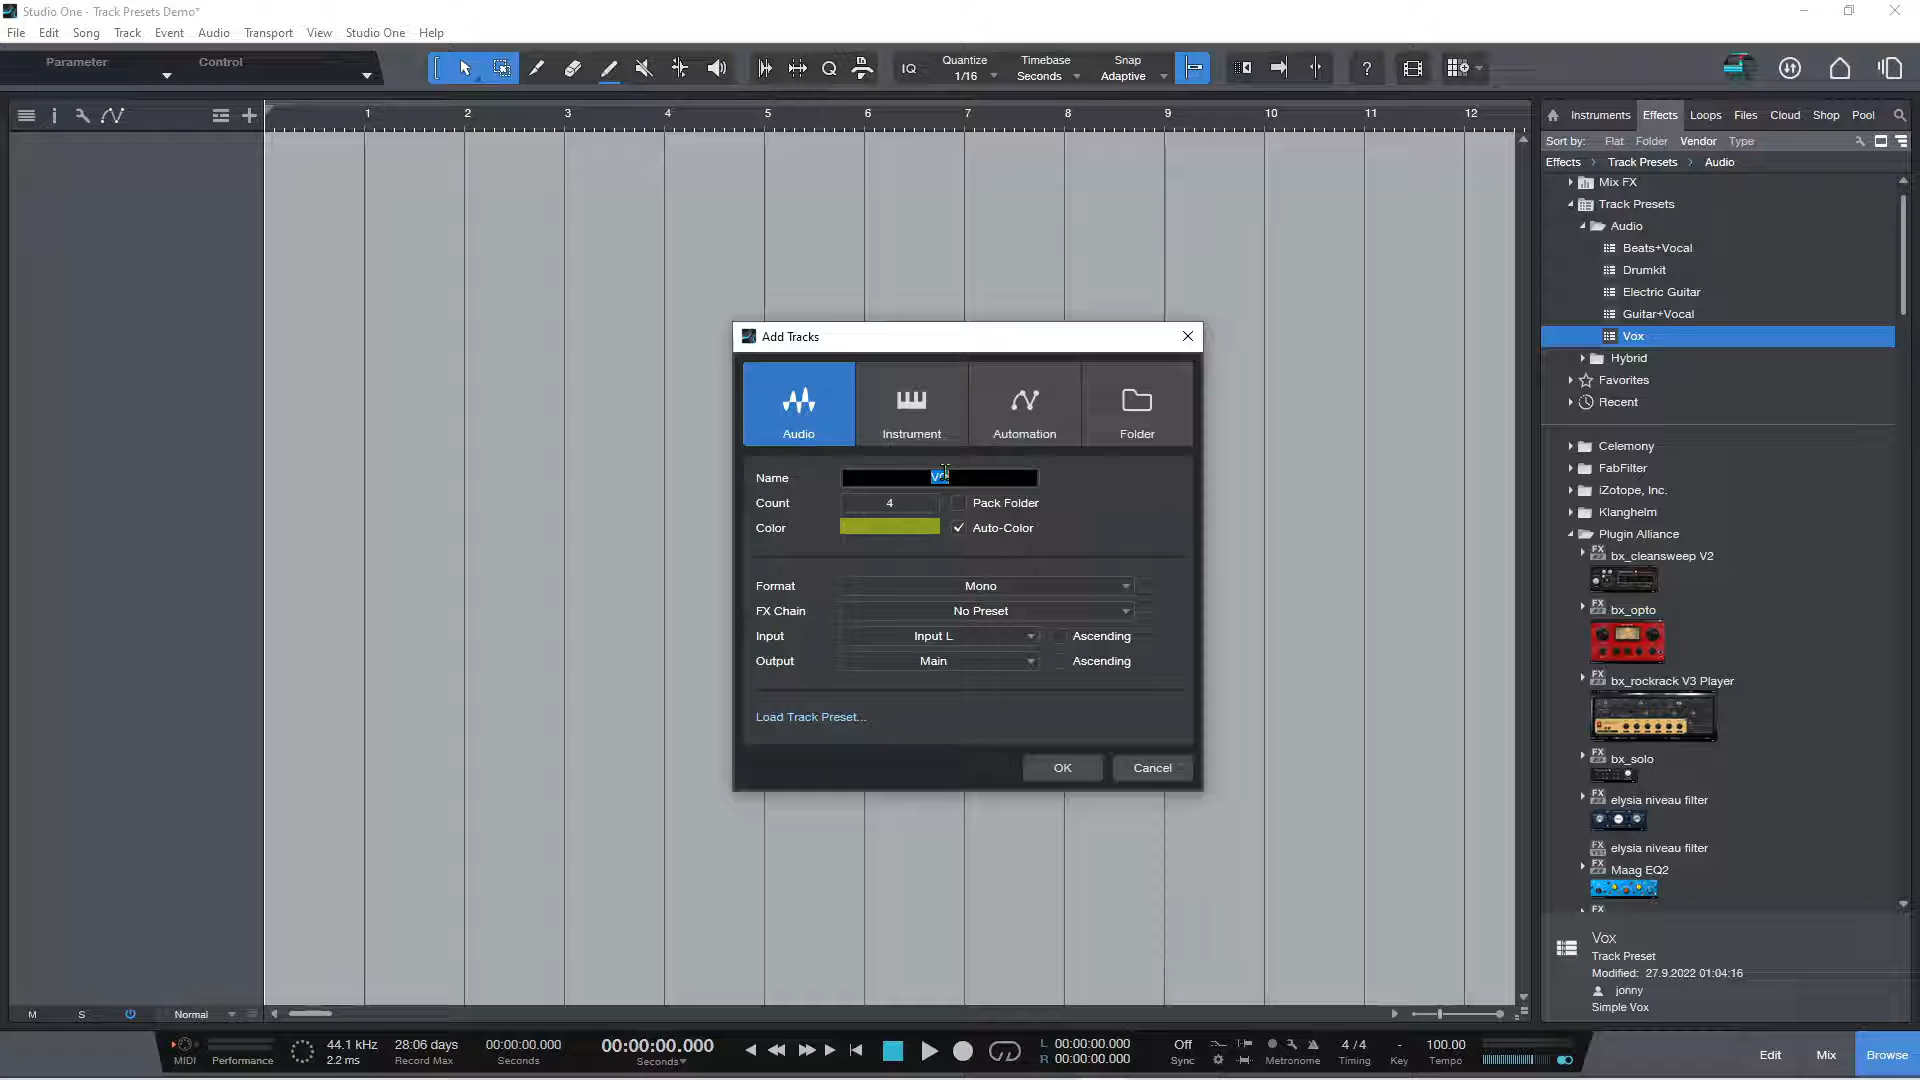 Studio One - Track Presets Demo*
File Edit Song Track Event Audio Transport View Studio One Help
Parameter Control
IQ Quantize 1/16 Timebase Seconds Snap Adaptive
1 2 3 4 5 6 7 8 9 10 11 12
Instruments Effects Loops Files Cloud Shop Pool
Sort by: Flat Folder Vendor Type
Effects Track Presets Audio
Mix FX
Track Presets
Audio
Beats+Vocal
Drumkit
Electric Guitar
Guitar+Vocal
Vox
Hybrid
Favorites
Recent
Celemony
FabFilter
iZotope, Inc.
Klanghelm
Plugin Alliance
FX bx_cleansweep V2
FX bx_opto
FX bx_rockrack V3 Player
FX bx_solo
FX elysia niveau filter
FX elysia niveau filter
FX Maag EQ2
FX
Vox
Track Preset
Modified: 27.9.2022 01:04:16
jonny
Simple Vox
Add Tracks
Audio Instrument Automation Folder
Name
Count 4 Pack Folder
Color Auto-Color
Format Mono
FX Chain No Preset
Input Input L Ascending
Output Main Ascending
Load Track Preset...
OK Cancel
M S Normal
MIDI Performance
44.1 kHz
2.2 ms
28:06 days
Record Max
00:00:00.000
Seconds
00:00:00.000
Seconds
L 00:00:00.000
R 00:00:00.000
Off
Sync
Metronome
4 / 4
Timing
-
Key
100.00
Tempo
Edit Mix Browse